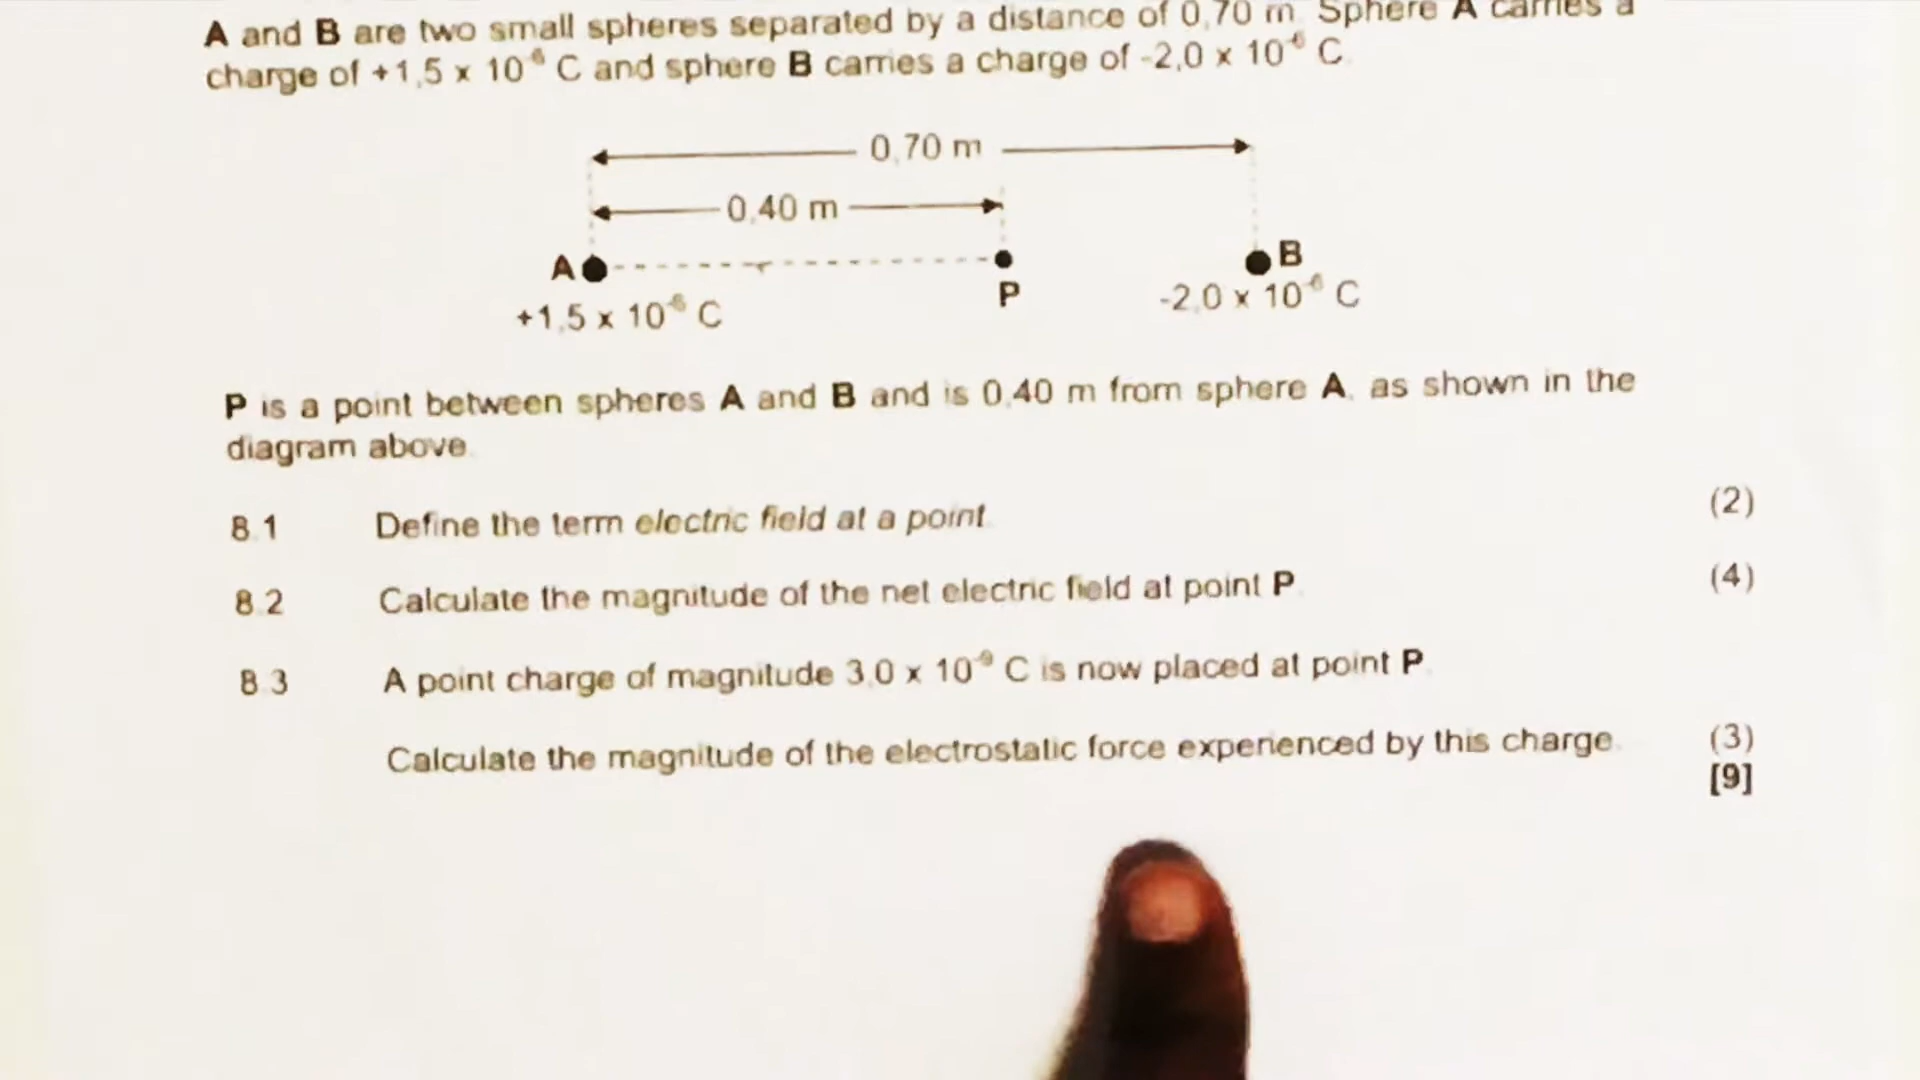 A and B are two small spheres separated by a distance of 0,70 m. Sphere A carries a
charge of +1,5 x 10⁻⁶ C and sphere B carries a charge of -2,0 x 10⁻⁶ C.
0,70 m
0,40 m
A
B
P
+1,5 x 10⁻⁶ C
-2,0 x 10⁻⁶ C
P is a point between spheres A and B and is 0,40 m from sphere A, as shown in the
diagram above.
8.1 Define the term electric field at a point. (2)
8.2 Calculate the magnitude of the net electric field at point P. (4)
8.3 A point charge of magnitude 3,0 x 10⁻⁹ C is now placed at point P.
Calculate the magnitude of the electrostatic force experienced by this charge. (3)
[9]